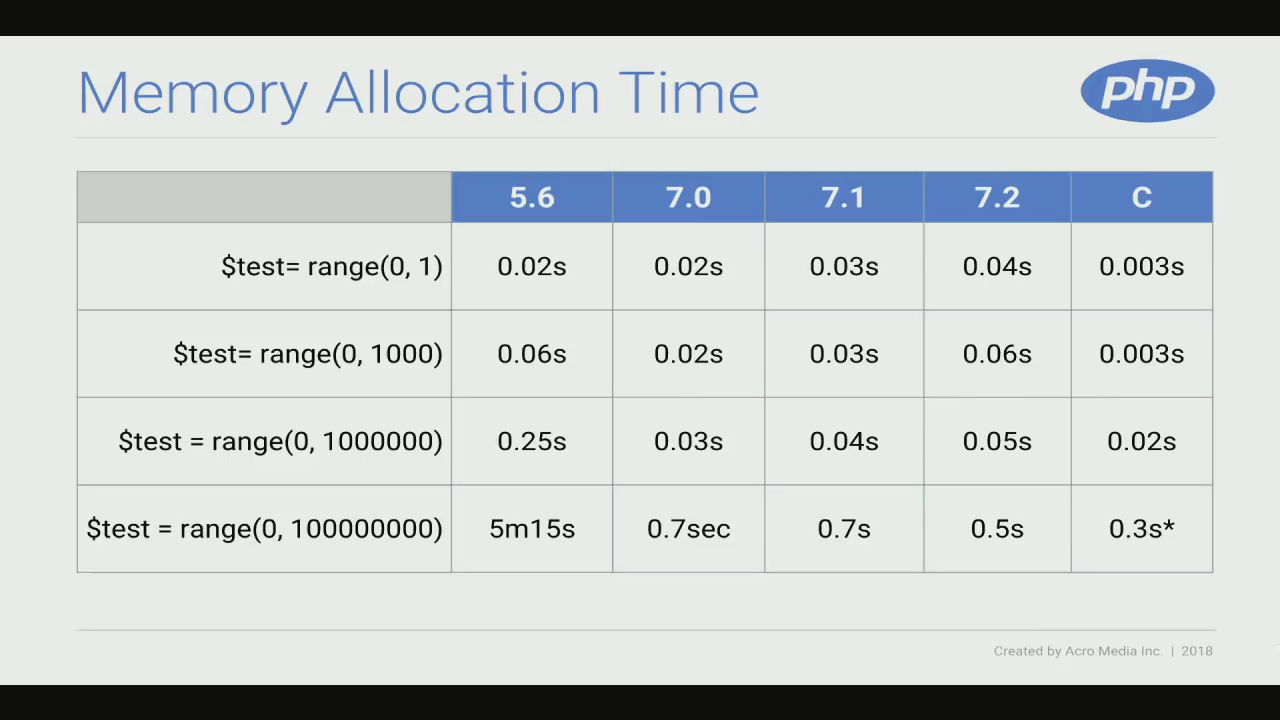 Memory Allocation Time
php
5.6 7.0 7.1 7.2 C
$test= range(0, 1) 0.02s 0.02s 0.03s 0.04s 0.003s
$test= range(0, 1000) 0.06s 0.02s 0.03s 0.06s 0.003s
$test = range(0, 1000000) 0.25s 0.03s 0.04s 0.05s 0.02s
$test = range(0, 100000000) 5m15s 0.7sec 0.7s 0.5s 0.3s*
Created by Acro Media Inc. | 2018